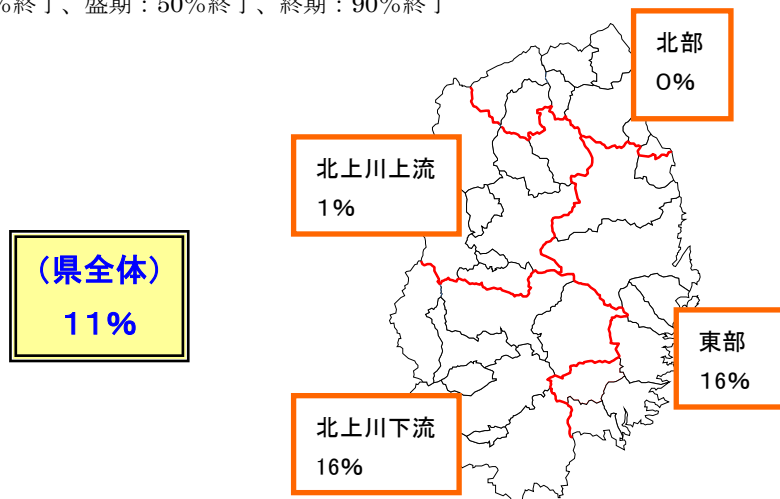 %終了、盛期：50％終了、終期：90％終了
北部
0%
北上川上流
1%
(県全体)
11%
東部
16%
北上川下流
16%